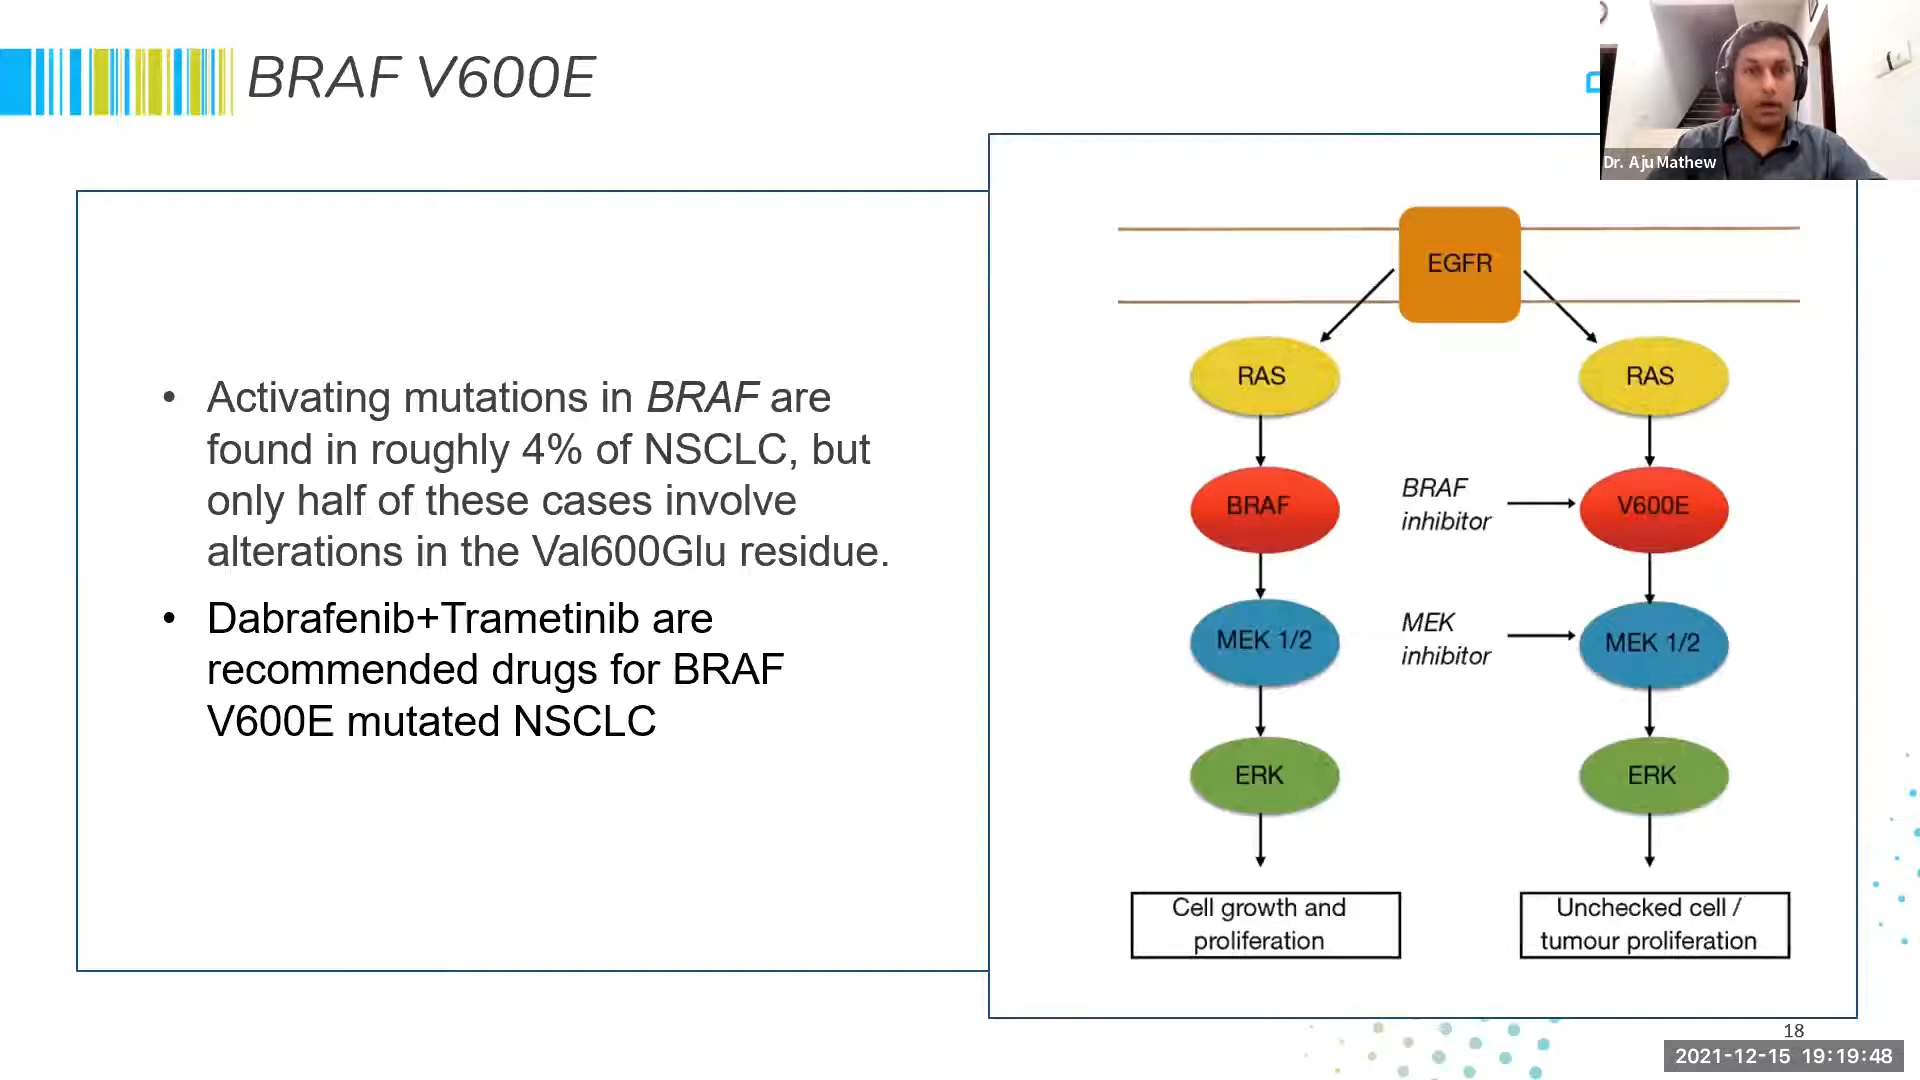 BRAF V600E
Dr. Aju Mathew
• Activating mutations in BRAF are
found in roughly 4% of NSCLC, but
only half of these cases involve
alterations in the Val600Glu residue.
• Dabrafenib+Trametinib are
recommended drugs for BRAF
V600E mutated NSCLC
EGFR
RAS
RAS
BRAF
BRAF
inhibitor
V600E
MEK 1/2
MEK
inhibitor
MEK 1/2
ERK
ERK
Cell growth and
proliferation
Unchecked cell /
tumour proliferation
18
2021-12-15 19:19:48